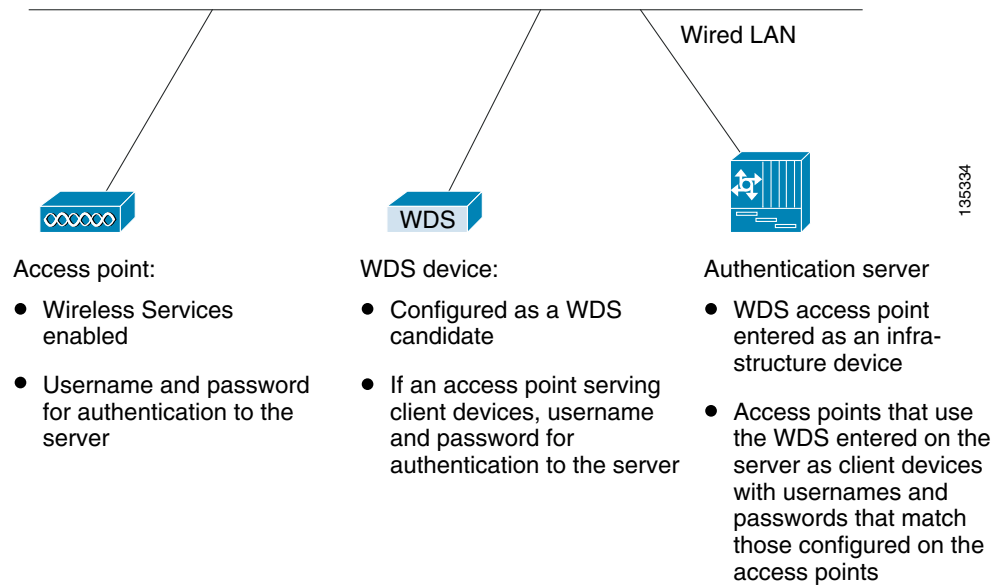 Wired LAN
135334
WDS
Access point:
● Wireless Services
enabled
● Username and password
for authentication to the
server
WDS device:
● Configured as a WDS
candidate
● If an access point serving
client devices, username
and password for
authentication to the server
Authentication server
● WDS access point
entered as an infra-
structure device
● Access points that use
the WDS entered on the
server as client devices
with usernames and
passwords that match
those configured on the
access points